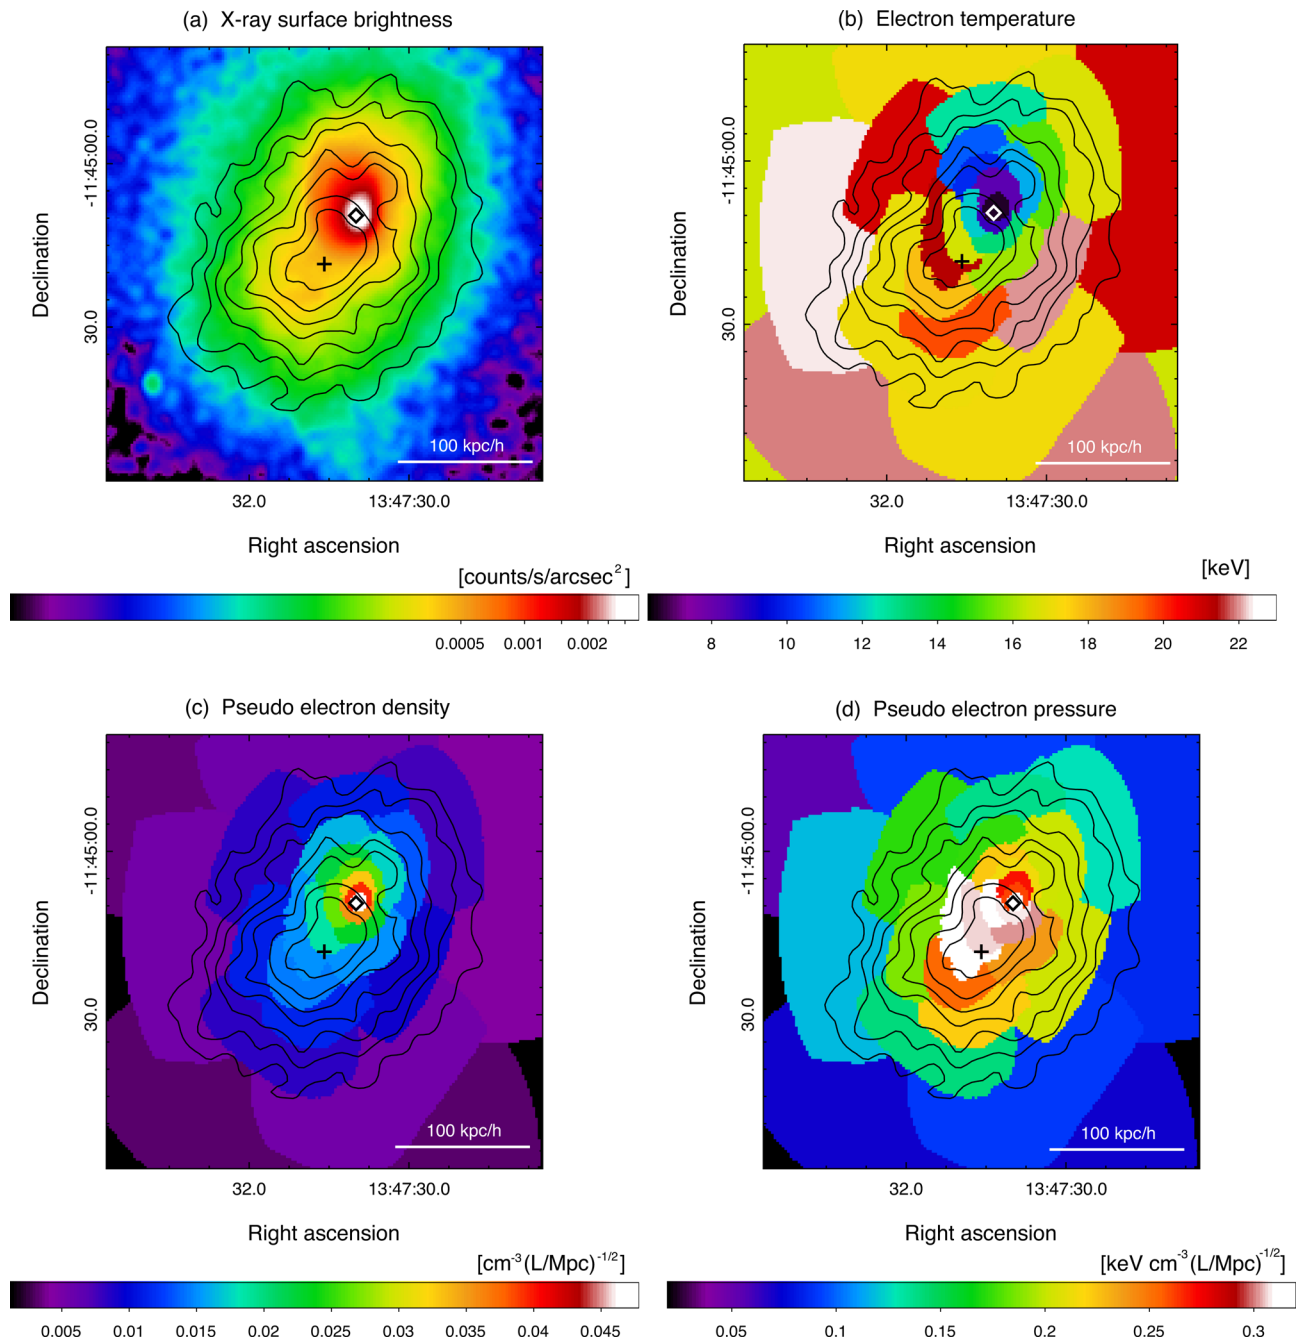 (a) X-ray surface brightness
(b) Electron temperature
Declination
-11:45:00.0
30.0
100 kpc/h
32.0
13:47:30.0
Right ascension
Declination
-11:45:00.0
30.0
100 kpc/h
32.0
13:47:30.0
Right ascension
[counts/s/arcsec²]
0.0005 0.001 0.002
[keV]
8 10 12 14 16 18 20 22
(c) Pseudo electron density
(d) Pseudo electron pressure
Declination
-11:45:00.0
30.0
100 kpc/h
32.0
13:47:30.0
Right ascension
Declination
-11:45:00.0
30.0
100 kpc/h
32.0
13:47:30.0
Right ascension
[cm⁻³(L/Mpc)⁻¹/²]
0.005 0.01 0.015 0.02 0.025 0.03 0.035 0.04 0.045
[keV cm⁻³(L/Mpc)⁻¹/²]
0.05 0.1 0.15 0.2 0.25 0.3